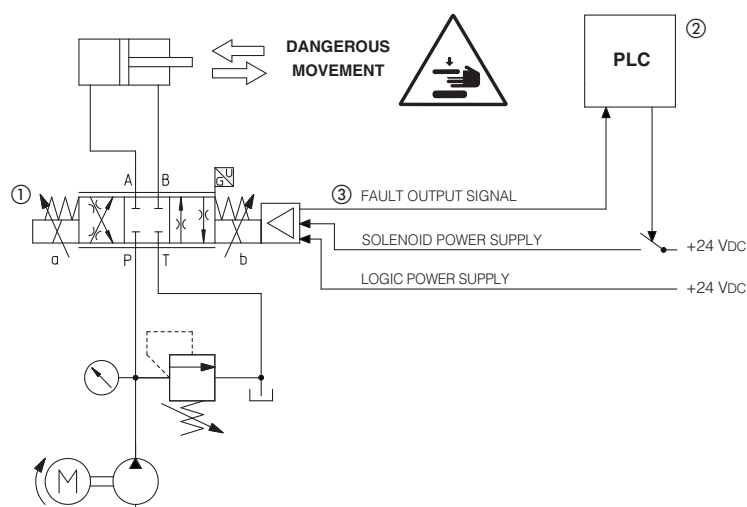 DANGEROUS
MOVEMENT
② 
PLC
A B
G U
①
③ FAULT OUTPUT SIGNAL
SOLENOID POWER SUPPLY
+24 VDC
a P T b
LOGIC POWER SUPPLY
+24 VDC
M